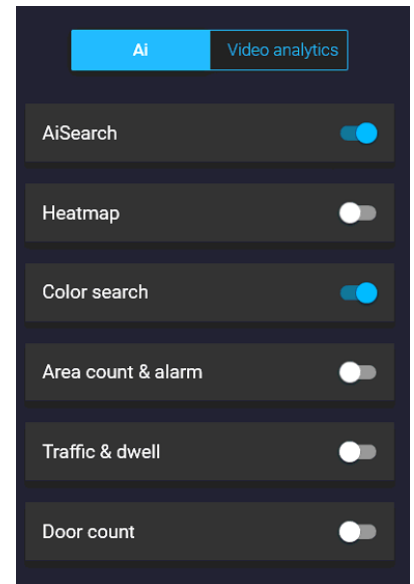 Ai
Video analytics
AiSearch
Heatmap
Color search
Area count & alarm
Traffic & dwell
Door count